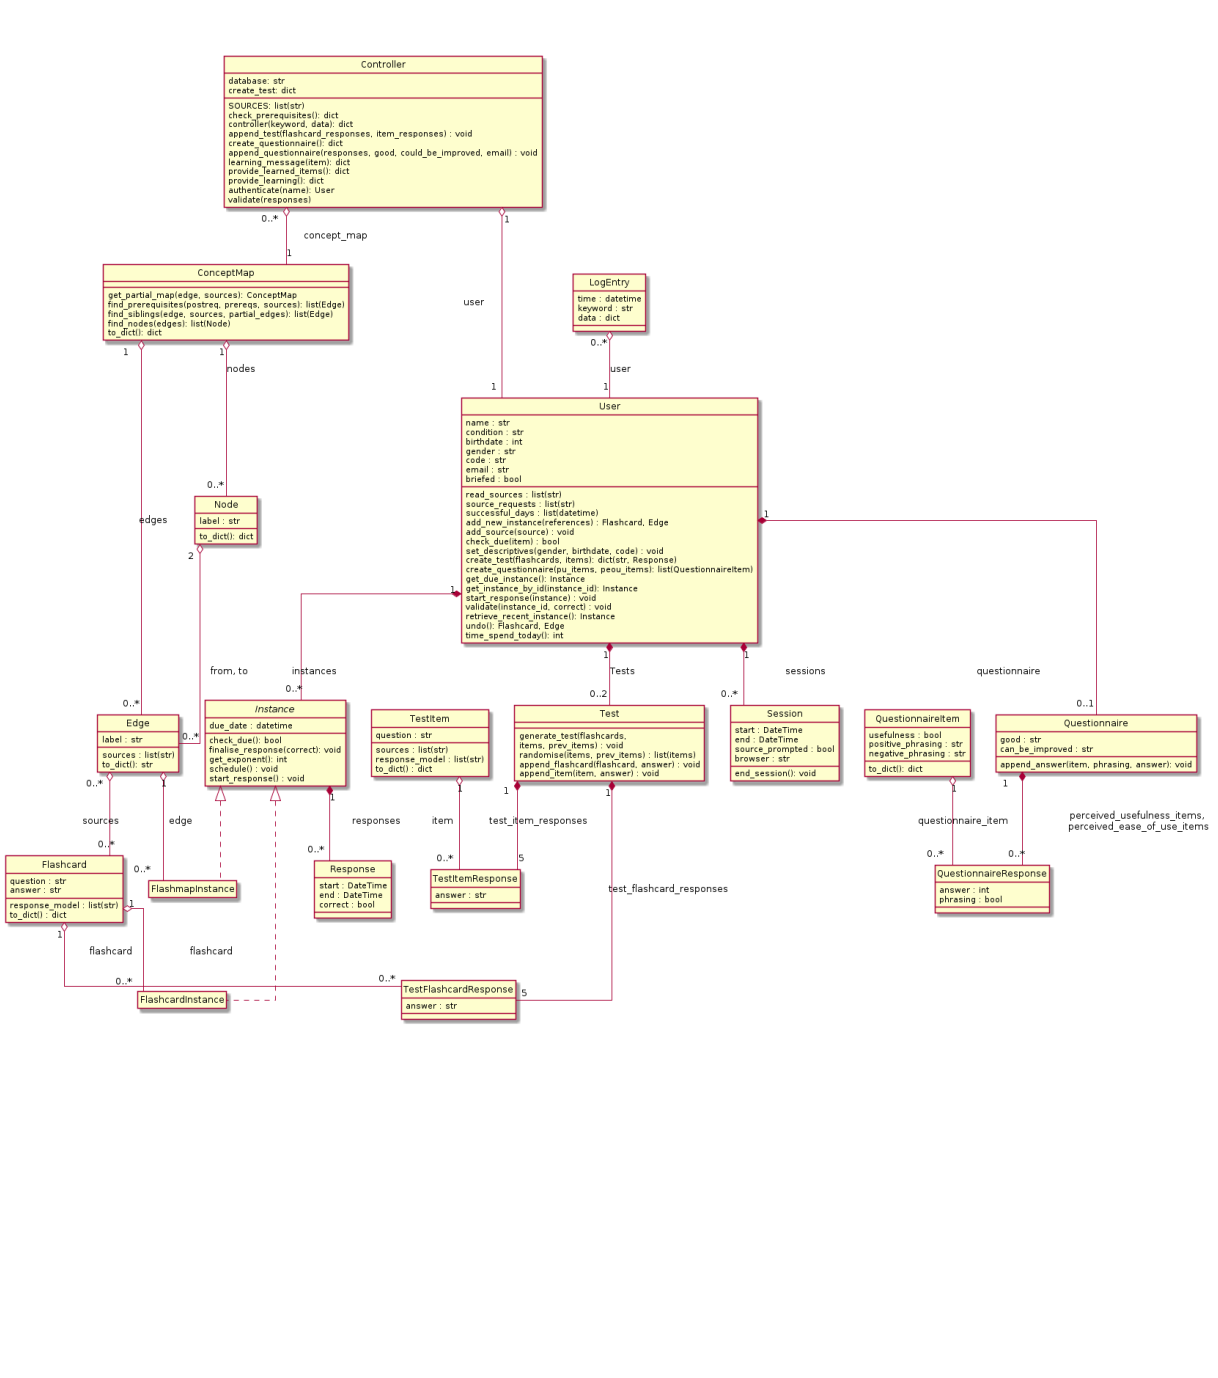 Controller
database: str
create_test: dict
SOURCES: list(str)
check_prerequisites(): dict
controller(keyword, data): dict
append_test(flashcard_responses, item_responses) : void
create_questionnaire(): dict
append_questionnaire(responses, good, could_be_improved, email) : void
learning_message(item): dict
provide_learned_items(): dict
provide_learning(): dict
authenticate(name): User
validate(responses)
0..*
1
concept_map
1
ConceptMap
get_partial_map(edge, sources): ConceptMap
find_prerequisites(postreq, prereqs, sources): list(Edge)
find_siblings(edge, sources, partial_edges): list(Edge)
find_nodes(edges): list(Node)
to_dict(): dict
LogEntry
time : datetime
keyword : str
data : dict
user
1
1
0..*
nodes
user
1
1
User
name : str
condition : str
birthdate : int
gender : str
code : str
email : str
briefed : bool
read_sources : list(str)
source_requests : list(str)
successful_days : list(datetime)
add_new_instance(references) : Flashcard, Edge
add_source(source) : void
check_due(item) : bool
set_descriptives(gender, birthdate, code) : void
create_test(flashcards, items): dict(str, Response)
create_questionnaire(pu_items, peou_items): list(QuestionnaireItem)
get_due_instance(): Instance
get_instance_by_id(instance_id): Instance
start_response(instance) : void
validate(instance_id, correct) : void
retrieve_recent_instance(): Instance
undo(): Flashcard, Edge
time_spend_today(): int
0..*
Node
label : str
to_dict(): dict
edges
2
1
1
1
1
from, to
instances
Tests
sessions
questionnaire
0..*
0..*
0..2
0..*
0..1
Edge
label : str
sources : list(str)
to_dict(): str
0..*
Instance
due_date : datetime
check_due(): bool
finalise_response(correct): void
get_exponent(): int
schedule() : void
start_response() : void
TestItem
question : str
sources : list(str)
response_model : list(str)
to_dict() : dict
Test
generate_test(flashcards,
items, prev_items) : void
randomise(items, prev_items) : list(items)
append_flashcard(flashcard, answer) : void
append_item(item, answer) : void
Session
start : DateTime
end : DateTime
source_prompted : bool
browser : str
end_session(): void
QuestionnaireItem
usefulness : bool
positive_phrasing : str
negative_phrasing : str
to_dict(): dict
Questionnaire
good : str
can_be_improved : str
append_answer(item, phrasing, answer): void
0..*
1
1
1
1
1
1
1
sources
edge
responses
item
test_item_responses
questionnaire_item
perceived_usefulness_items,
perceived_ease_of_use_items
0..*
0..*
0..*
0..*
5
0..*
0..*
Flashcard
question : str
answer : str
response_model : list(str)
to_dict() : dict
FlashmapInstance
Response
start : DateTime
end : DateTime
correct : bool
TestItemResponse
answer : str
test_flashcard_responses
QuestionnaireResponse
answer : int
phrasing : bool
1
1
flashcard
flashcard
0..*
0..*
5
FlashcardInstance
TestFlashcardResponse
answer : str